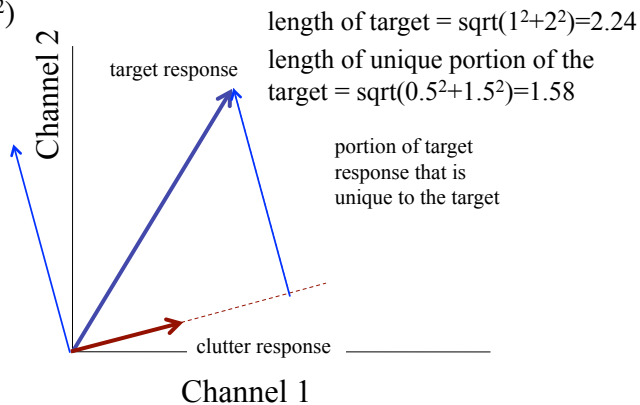 ²)
length of target = sqrt(1²+2²)=2.24
length of unique portion of the
target = sqrt(0.5²+1.5²)=1.58
Channel 2
target response
portion of target
response that is
unique to the target
clutter response
Channel 1